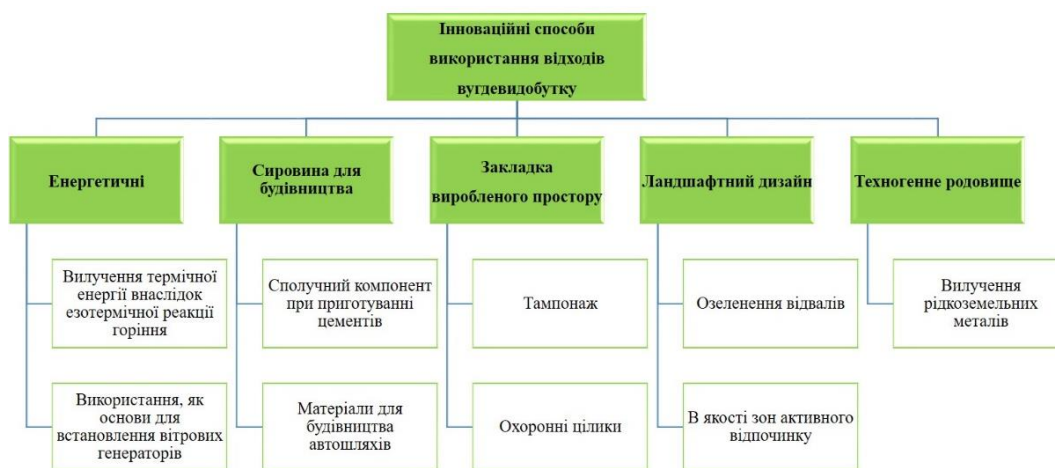 Інноваційні способи
використання відходів
вугдевидобутку
Енергетичні
Сировина для
будівництва
Закладка
виробленого простору
Ландшафтний дизайн
Техногенне родовище
Вилучення термічної
енергії внаслідок
езотермічної реакції
горіння
Сполучний компонент
при приготуванні
цементів
Тампонаж
Озеленення відвалів
Вилучення
рідкоземельних
металів
Використання, як
основи для
встановлення вітрових
генераторів
Матеріали для
будівництва
автошляхів
Охоронні цілики
В якості зон активного
відпочинку